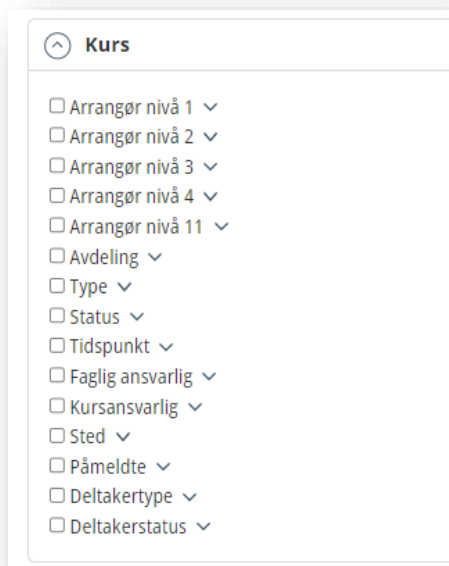 Kurs
Arrangør nivå 1
Arrangør nivå 2
Arrangør nivå 3
Arrangør nivå 4
Arrangør nivå 11
Avdeling
Type
Status
Tidspunkt
Faglig ansvarlig
Kursansvarlig
Sted
Påmeldte
Deltakertype
Deltakerstatus